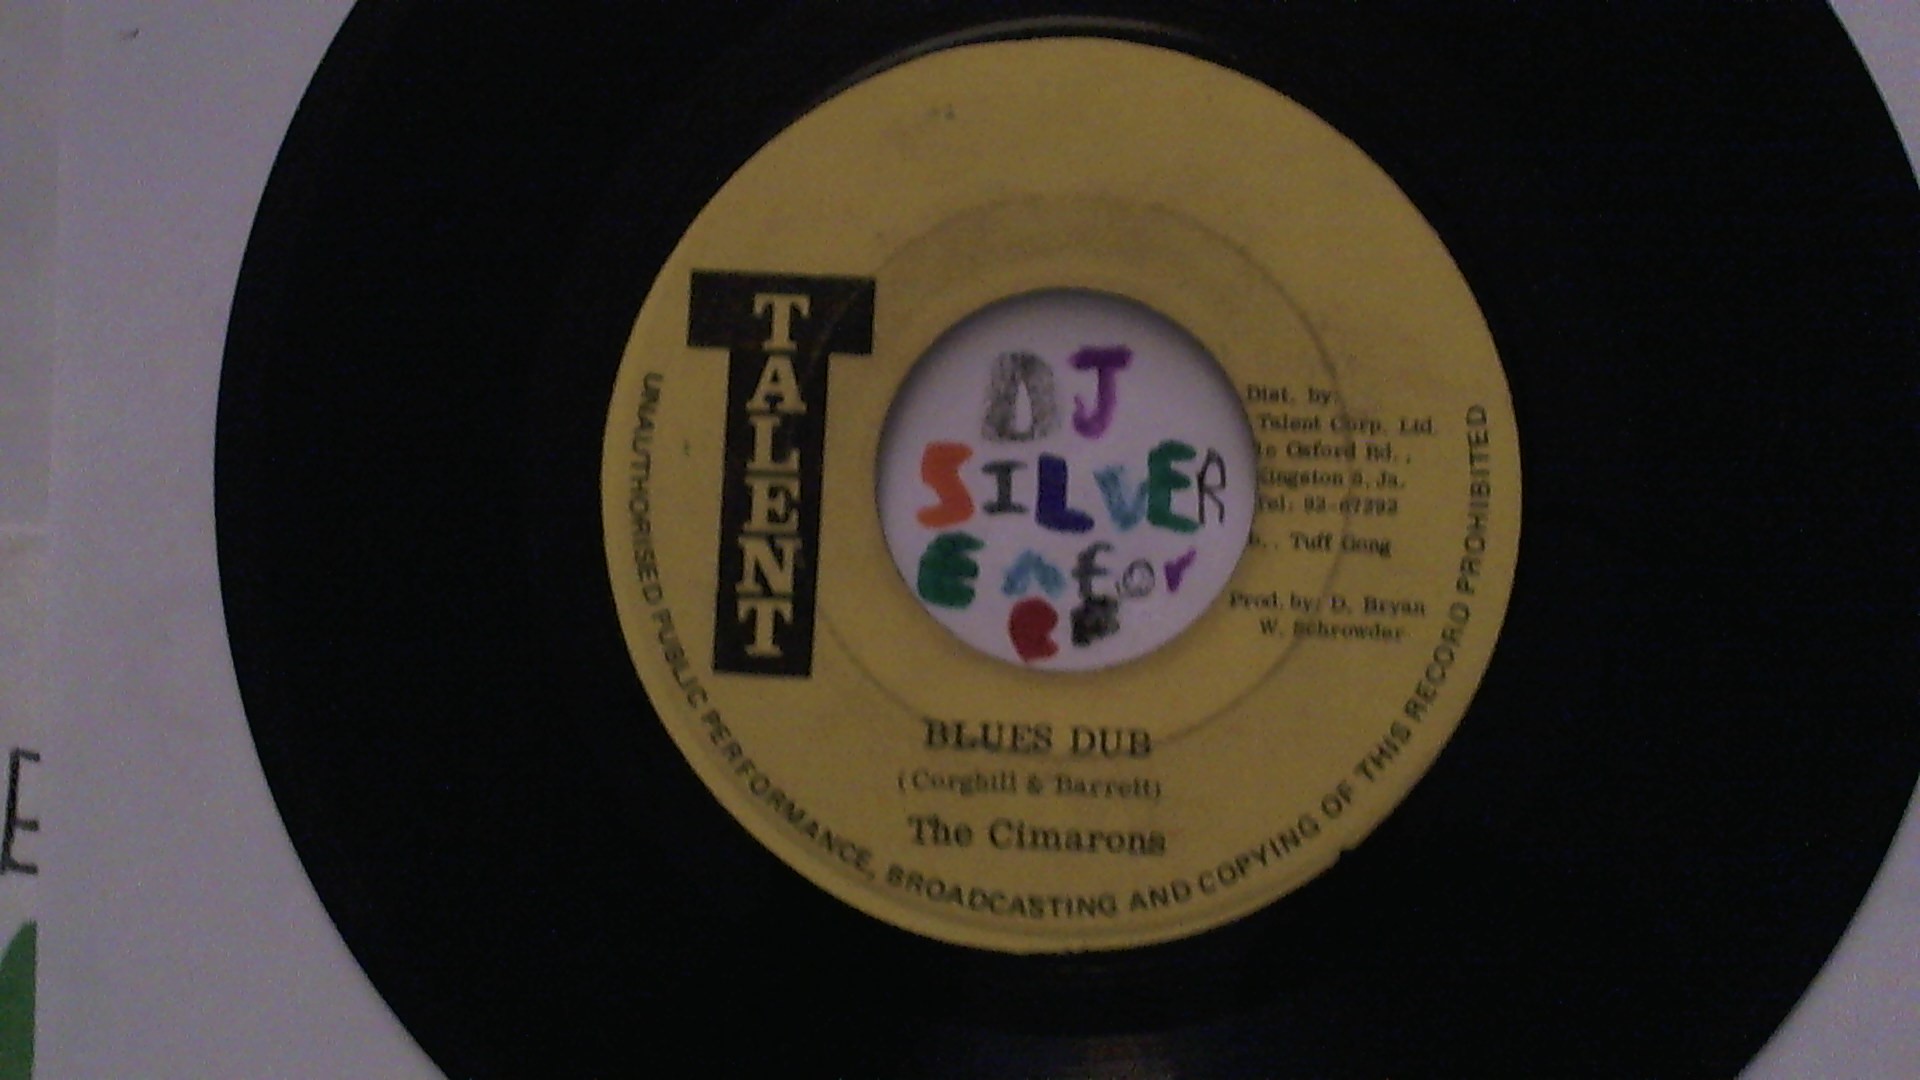 TALENT
DJ
SILVER
Enfor
CE
Dist. by:
Talent Corp. Ltd.
Oxford Rd.,
Kingston 5, Ja.
Tel. 92-67292
Tuff Gong
Prod. by: D. Bryan
W. Schrowder
BLUES DUB
(Corghill & Barrett)
The Cimarons
UNAUTHORISED PUBLIC PERFORMANCE, BROADCASTING AND COPYING OF THIS RECORD PROHIBITED